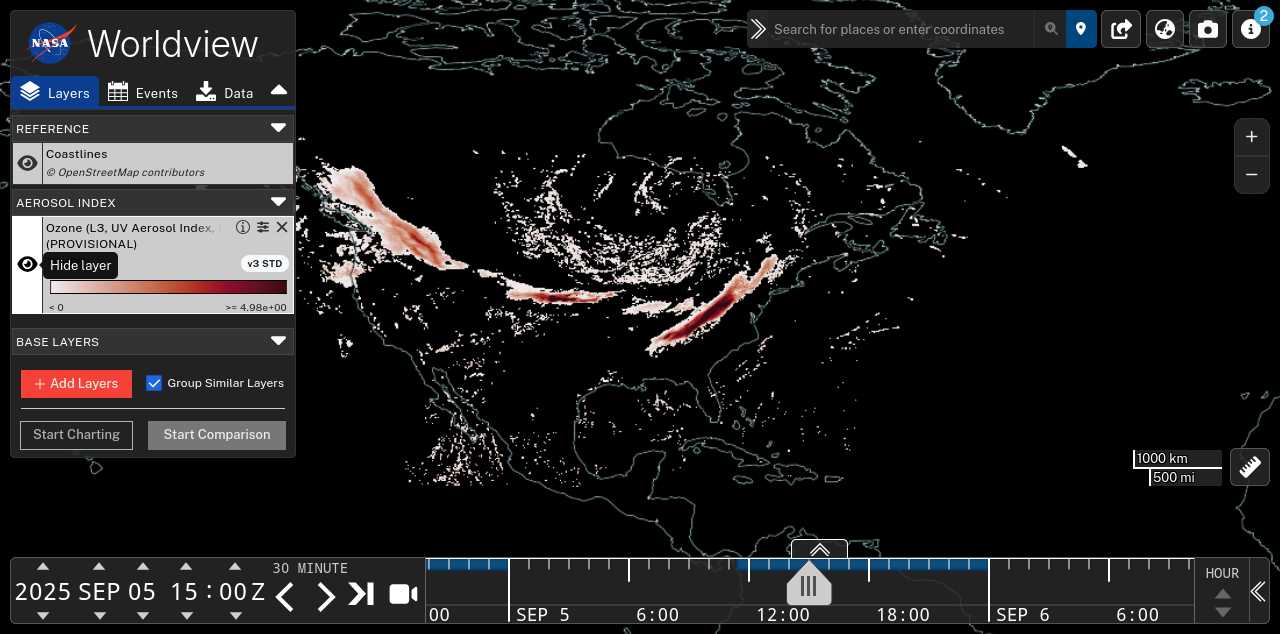 NASA
Worldview
Layers
Events
Data
REFERENCE
Coastlines
© OpenStreetMap contributors
AEROSOL INDEX
Ozone (L3, UV Aerosol Index,
(PROVISIONAL)
Hide layer
v3 STD
< 0
>= 4.98e+00
BASE LAYERS
+ Add Layers
Group Similar Layers
Start Charting
Start Comparison
Search for places or enter coordinates
2
+
−
1000 km
500 mi
2025 SEP 05 15 : 00 Z
30 MINUTE
00
SEP 5
6:00
12:00
18:00
SEP 6
6:00
HOUR